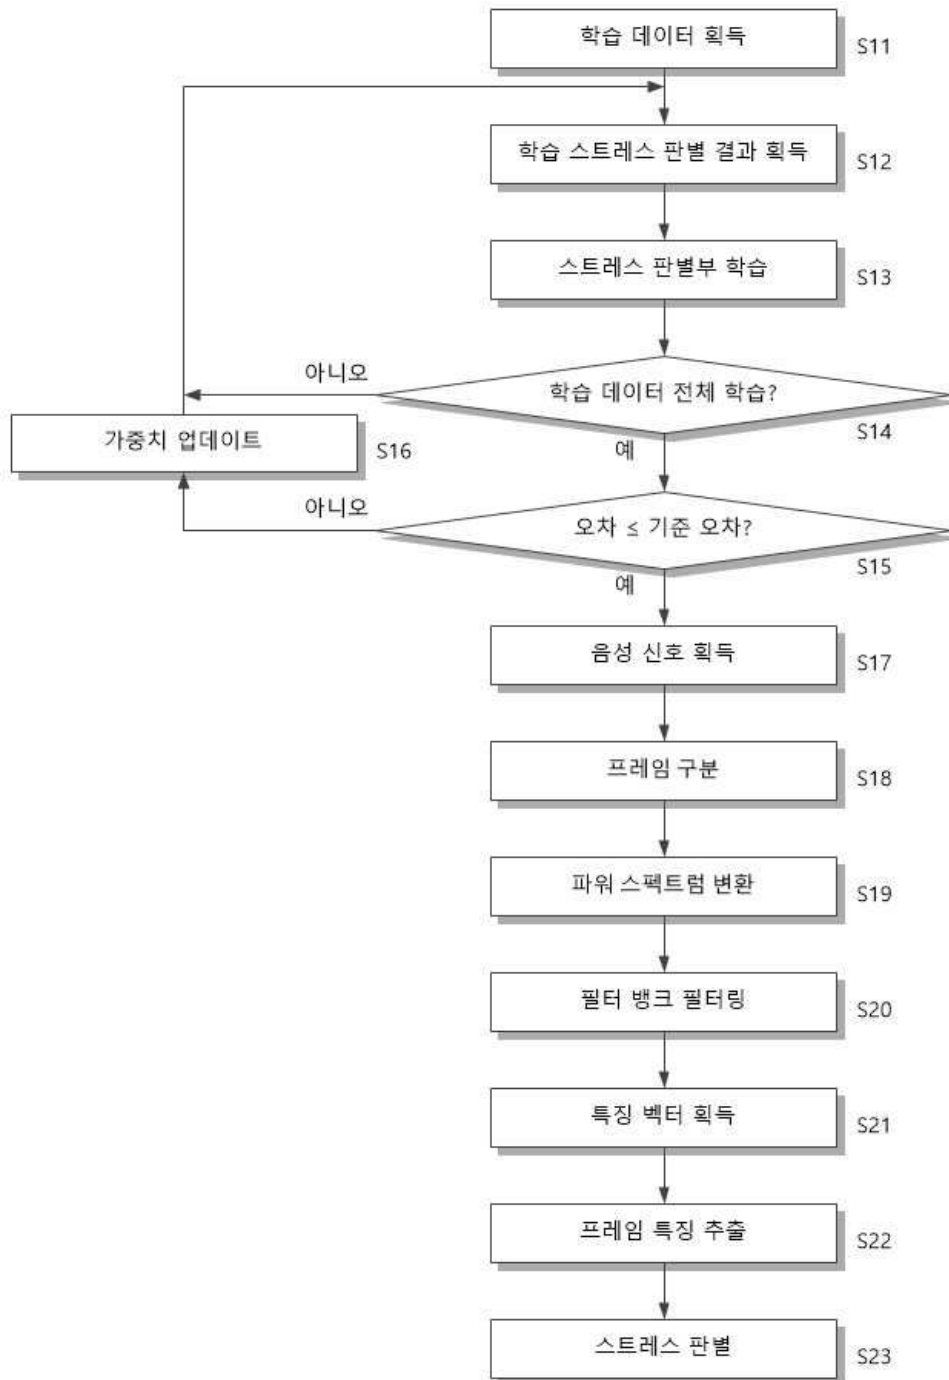 학습 데이터 획득
S11
학습 스트레스 판별 결과 획득
S12
스트레스 판별부 학습
S13
아니오
학습 데이터 전체 학습?
S14
가중치 업데이트
S16
예
아니오
오차 ≤ 기준 오차?
S15
예
음성 신호 획득
S17
프레임 구분
S18
파워 스펙트럼 변환
S19
필터 뱅크 필터링
S20
특징 벡터 획득
S21
프레임 특징 추출
S22
스트레스 판별
S23